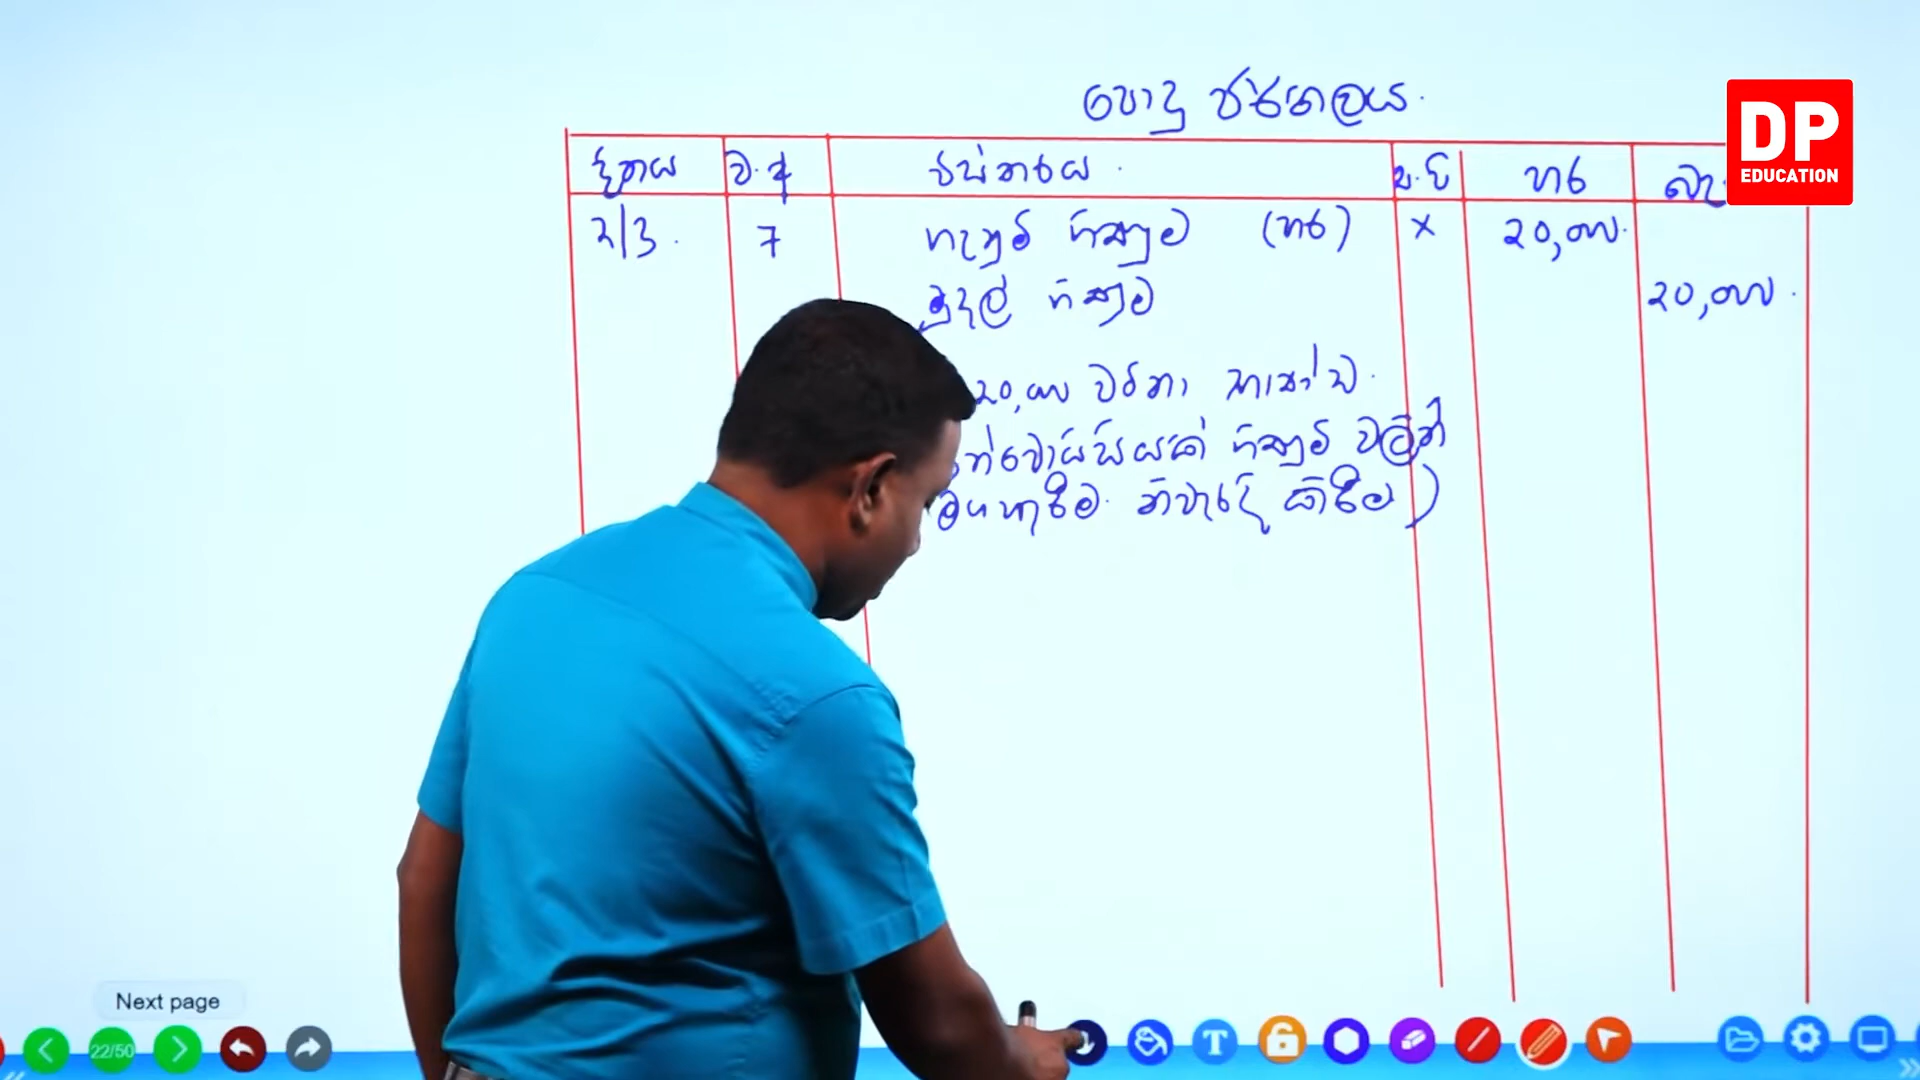 පොදු ජර්නලය.
DP
EDUCATION
දිනය ව. අ විස්තරය . ලෙ. පි හර බැ.
2/3 . 7 ගැනුම් ගිණුම (හර) x 20,000.
මුදල් ගිණුම 20,000.
20,000 වටිනා භාණ්ඩ.
ගිණුම් වලින්
මගහැරීම. නිවැරදි කිරීම )
Next page
22/50
T